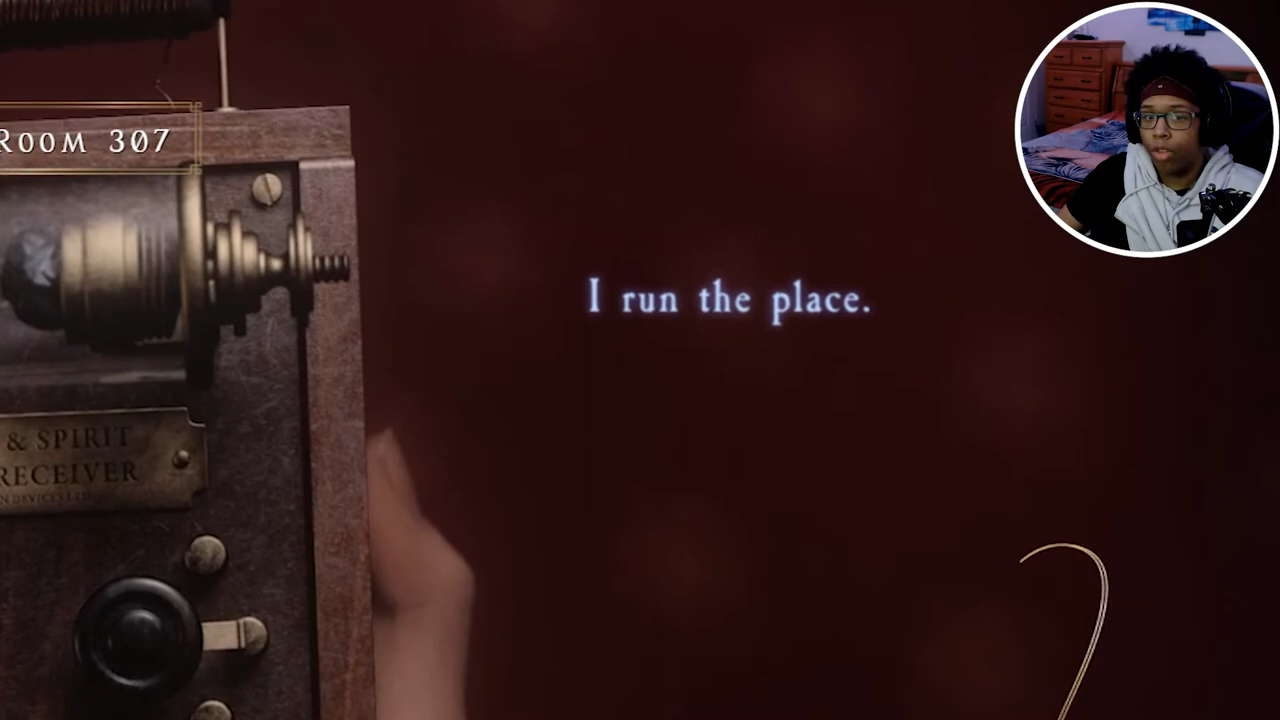 Room 307
I run the place.
& SPIRIT
RECEIVER